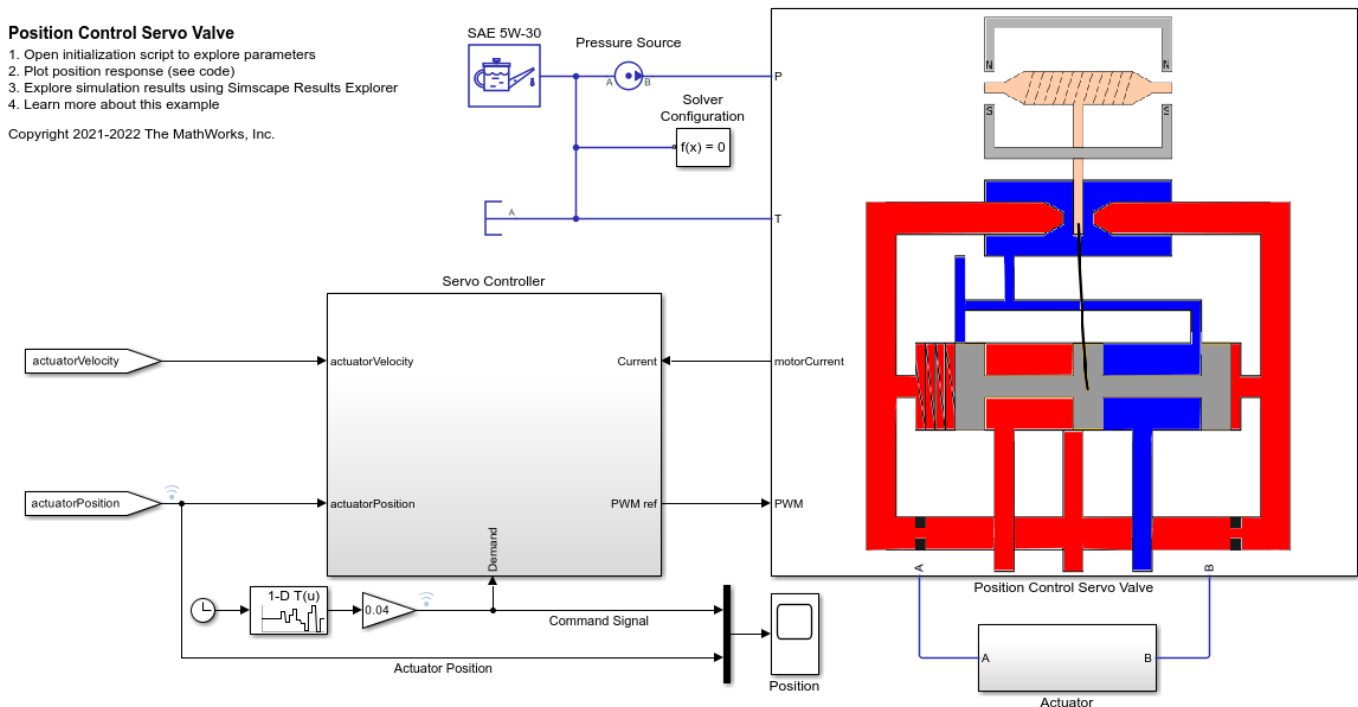 Position Control Servo Valve
1. Open initialization script to explore parameters
2. Plot position response (see code)
3. Explore simulation results using Simscape Results Explorer
4. Learn more about this example
Copyright 2021-2022 The MathWorks, Inc.
SAE 5W-30
Pressure Source
A
B
Solver
Configuration
f(x) = 0
A
P
T
N
N
S
S
Servo Controller
actuatorVelocity
actuatorVelocity
Current
motorCurrent
actuatorPosition
actuatorPosition
PWM ref
PWM
Demand
1-D T(u)
0.04
Command Signal
Actuator Position
Position
A
B
Position Control Servo Valve
A
B
Actuator